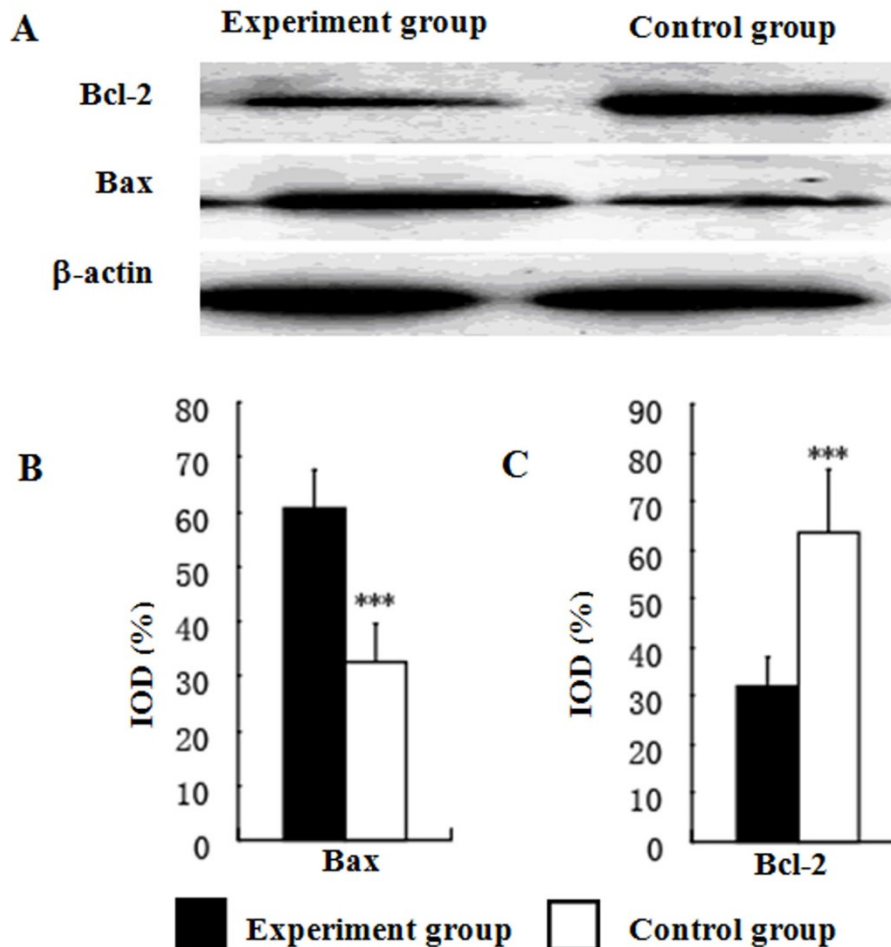 A
Experiment group
Control group
Bcl-2
Bax
β-actin
B
80
70
60
50
40
30
20
10
0
IOD (%)
***
Bax
C
90
80
70
60
50
40
30
20
10
0
IOD (%)
***
Bcl-2
Experiment group
Control group